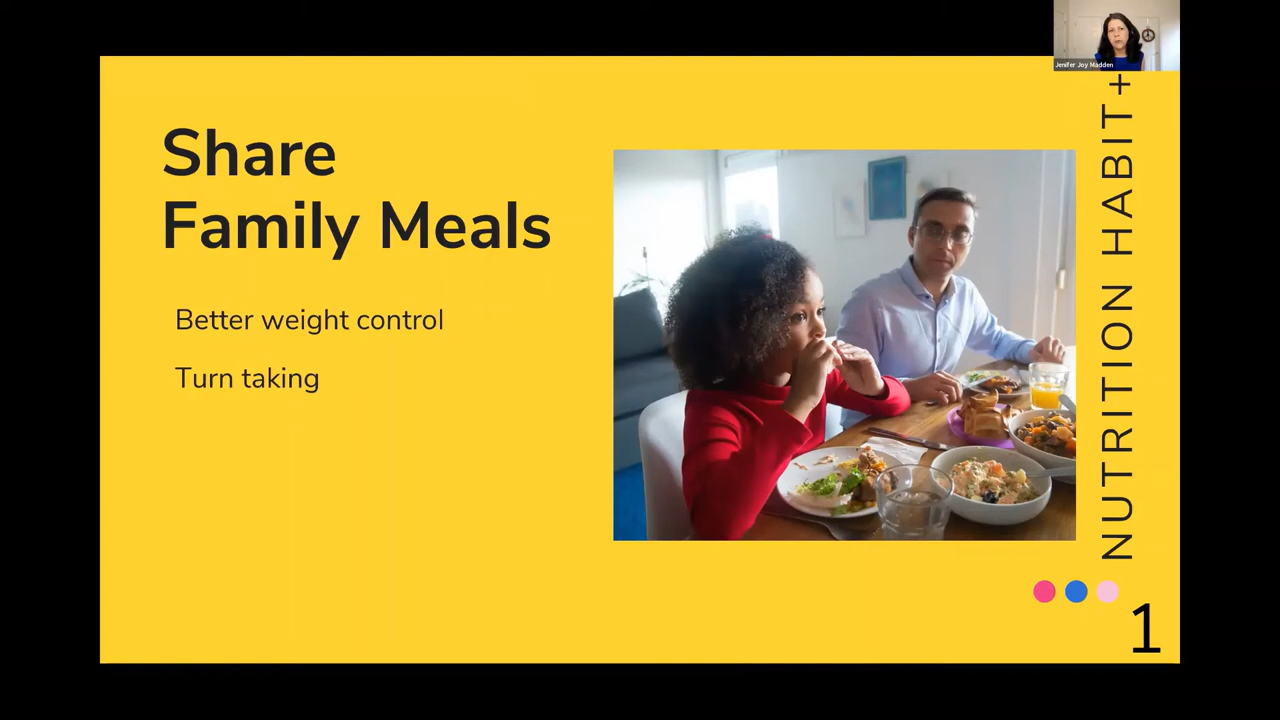 Jenifer Joy Madden
Share
Family Meals
Better weight control
Turn taking
NUTRITION HABIT+
1